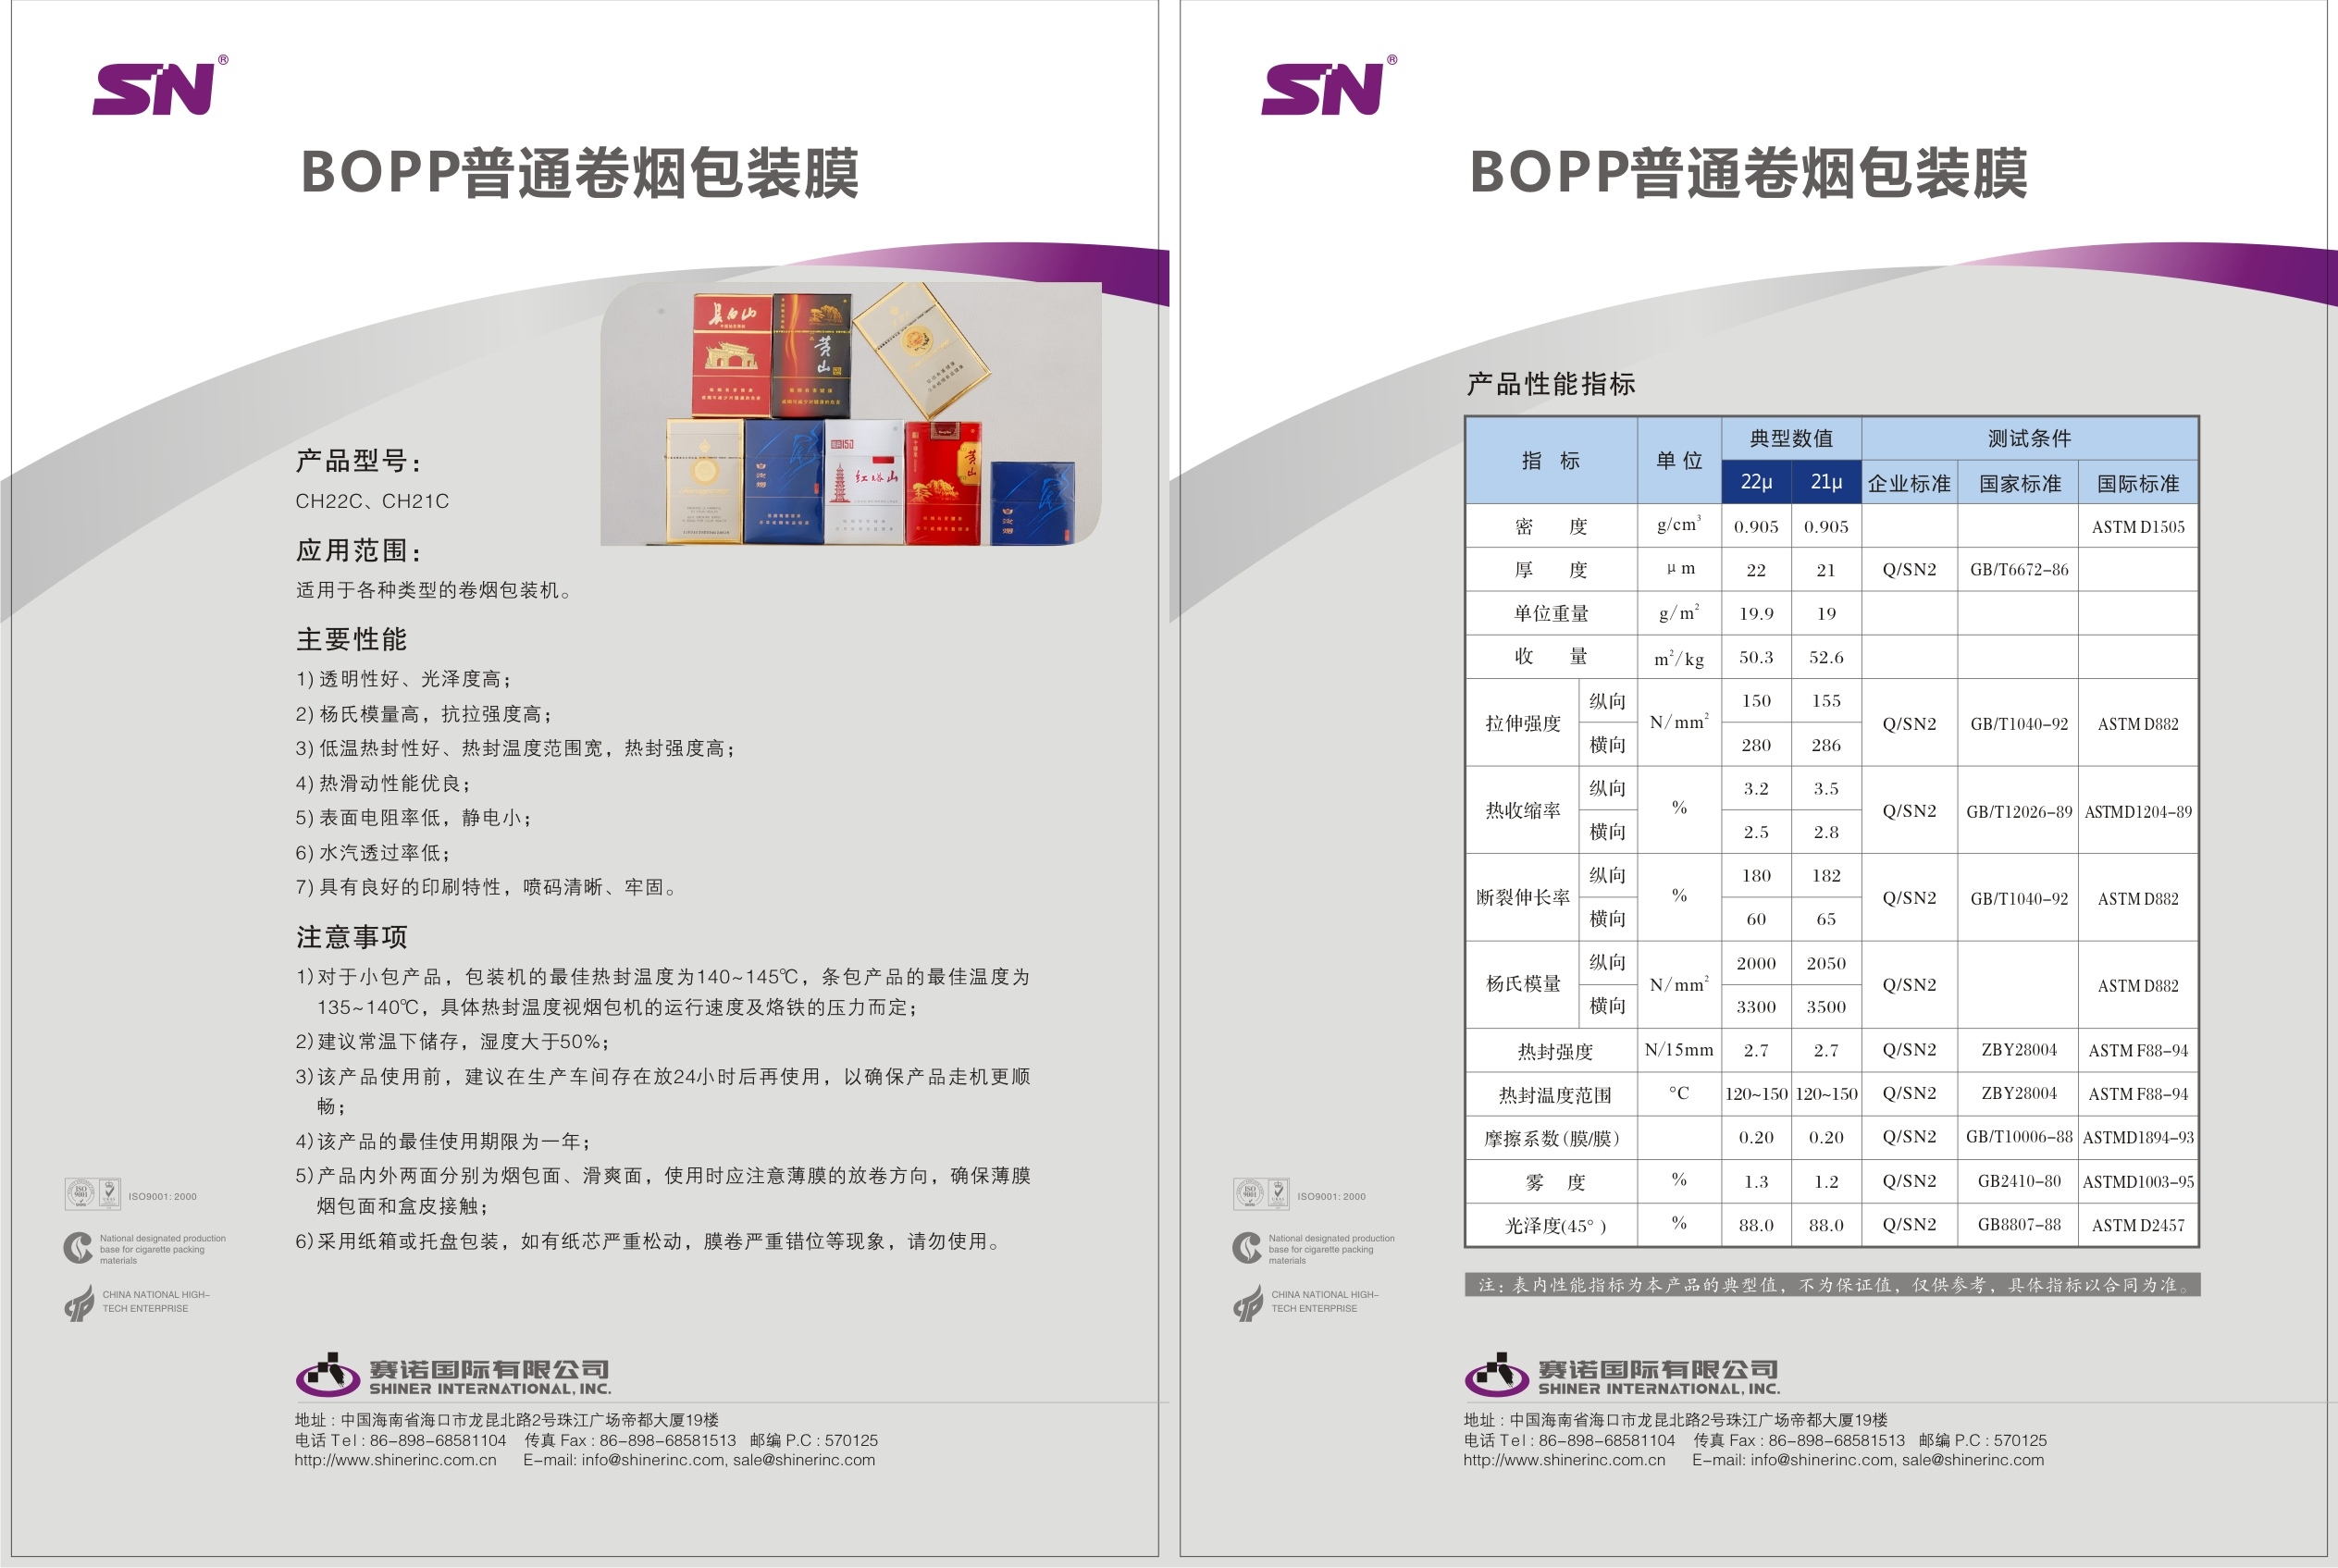 SN®
BOPP普通卷烟包装膜
长白山
黄山
红塔山
黄山
产品型号：
CH22C、CH21C
应用范围：
适用于各种类型的卷烟包装机。
主要性能
1) 透明性好、光泽度高；
2) 杨氏模量高，抗拉强度高；
3) 低温热封性好、热封温度范围宽，热封强度高；
4) 热滑动性能优良；
5) 表面电阻率低，静电小；
6) 水汽透过率低；
7) 具有良好的印刷特性，喷码清晰、牢固。
注意事项
1)对于小包产品，包装机的最佳热封温度为140~145℃，条包产品的最佳温度为
135~140℃，具体热封温度视烟包机的运行速度及烙铁的压力而定；
2)建议常温下储存，湿度大于50%；
3)该产品使用前，建议在生产车间存在放24小时后再使用，以确保产品走机更顺
畅；
4)该产品的最佳使用期限为一年；
5)产品内外两面分别为烟包面、滑爽面，使用时应注意薄膜的放卷方向，确保薄膜
烟包面和盒皮接触；
6)采用纸箱或托盘包装，如有纸芯严重松动，膜卷严重错位等现象，请勿使用。
ISO 9001
ISO9001: 2000
National designated production
base for cigarette packing
materials
CHINA NATIONAL HIGH-
TECH ENTERPRISE
赛诺国际有限公司
SHINER INTERNATIONAL, INC.
地址 : 中国海南省海口市龙昆北路2号珠江广场帝都大厦19楼
电话 Tel : 86-898-68581104 传真 Fax : 86-898-68581513 邮编 P.C : 570125
http://www.shinerinc.com.cn E-mail: info@shinerinc.com, sale@shinerinc.com
SN®
BOPP普通卷烟包装膜
产品性能指标
指 标 单 位 典型数值 测试条件
22μ 21μ 企业标准 国家标准 国际标准
密 度 g/cm³ 0.905 0.905 ASTM D1505
厚 度 μm 22 21 Q/SN2 GB/T6672-86
单位重量 g/m² 19.9 19
收 量 m²/kg 50.3 52.6
拉伸强度 纵向 N/mm² 150 155 Q/SN2 GB/T1040-92 ASTM D882
横向 280 286
热收缩率 纵向 % 3.2 3.5 Q/SN2 GB/T12026-89 ASTMD1204-89
横向 2.5 2.8
断裂伸长率 纵向 % 180 182 Q/SN2 GB/T1040-92 ASTM D882
横向 60 65
杨氏模量 纵向 N/mm² 2000 2050 Q/SN2 ASTM D882
横向 3300 3500
热封强度 N/15mm 2.7 2.7 Q/SN2 ZBY28004 ASTM F88-94
热封温度范围 °C 120~150 120~150 Q/SN2 ZBY28004 ASTM F88-94
摩擦系数(膜/膜) 0.20 0.20 Q/SN2 GB/T10006-88 ASTMD1894-93
雾 度 % 1.3 1.2 Q/SN2 GB2410-80 ASTMD1003-95
光泽度(45° ) % 88.0 88.0 Q/SN2 GB8807-88 ASTM D2457
注：表内性能指标为本产品的典型值，不为保证值，仅供参考，具体指标以合同为准。
ISO 9001
ISO9001: 2000
National designated production
base for cigarette packing
materials
CHINA NATIONAL HIGH-
TECH ENTERPRISE
赛诺国际有限公司
SHINER INTERNATIONAL, INC.
地址 : 中国海南省海口市龙昆北路2号珠江广场帝都大厦19楼
电话 Tel : 86-898-68581104 传真 Fax : 86-898-68581513 邮编 P.C : 570125
http://www.shinerinc.com.cn E-mail: info@shinerinc.com, sale@shinerinc.com